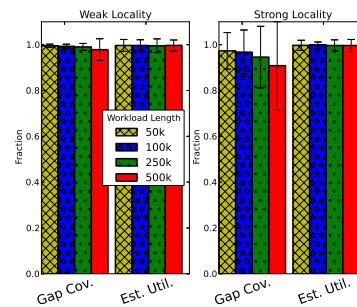 Weak Locality
Strong Locality
Fraction
1.0
0.8
0.6
0.4
0.2
0.0
Workload Length
50k
100k
250k
500k
Gap Cov.
Est. Util.
Fraction
1.0
0.8
0.6
0.4
0.2
0.0
Gap Cov.
Est. Util.